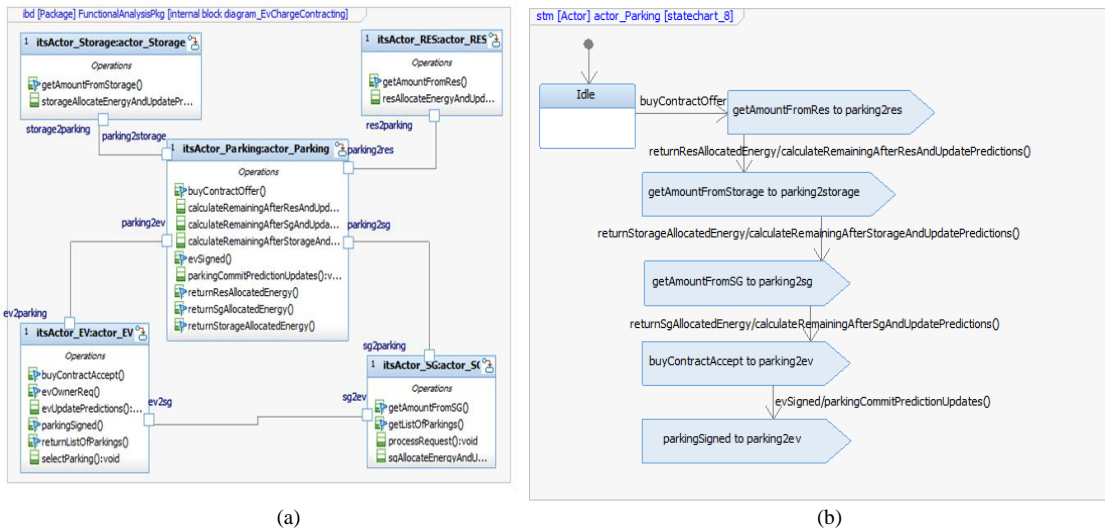 ibd [Package] FunctionalAnalysisPkg [internal block diagram_EvChargeContracting]
1 itsActor_Storage:actor_Storage
Operations
getAmountFromStorage()
storageAllocateEnergyAndUpdatePr...
storage2parking
parking2storage
1 itsActor_RES:actor_RES
Operations
getAmountFromRes()
resAllocateEnergyAndUpd...
res2parking
parking2res
1 itsActor_Parking:actor_Parking
Operations
buyContractOffer()
calculateRemainingAfterResAndUpd...
calculateRemainingAfterSgAndUpda...
calculateRemainingAfterStorageAnd...
evSigned()
parkingCommitPredictionUpdates():v...
returnResAllocatedEnergy()
returnSgAllocatedEnergy()
returnStorageAllocatedEnergy()
parking2ev
parking2sg
ev2parking
1 itsActor_EV:actor_EV
Operations
buyContractAccept()
evOwnerReq()
evUpdatePredictions():...
parkingSigned()
returnListOfParkings()
selectParking():void
ev2sg
sg2ev
sg2parking
1 itsActor_SG:actor_SG
Operations
getAmountFromSG()
getListOfParkings()
processRequest():void
sgAllocateEnergyAndU...
(a)
stm [Actor] actor_Parking [statechart_8]
Idle
buyContractOffer
getAmountFromRes to parking2res
returnResAllocatedEnergy/calculateRemainingAfterResAndUpdatePredictions()
getAmountFromStorage to parking2storage
returnStorageAllocatedEnergy/calculateRemainingAfterStorageAndUpdatePredictions()
getAmountFromSG to parking2sg
returnSgAllocatedEnergy/calculateRemainingAfterSgAndUpdatePredictions()
buyContractAccept to parking2ev
evSigned/parkingCommitPredictionUpdates()
parkingSigned to parking2ev
(b)